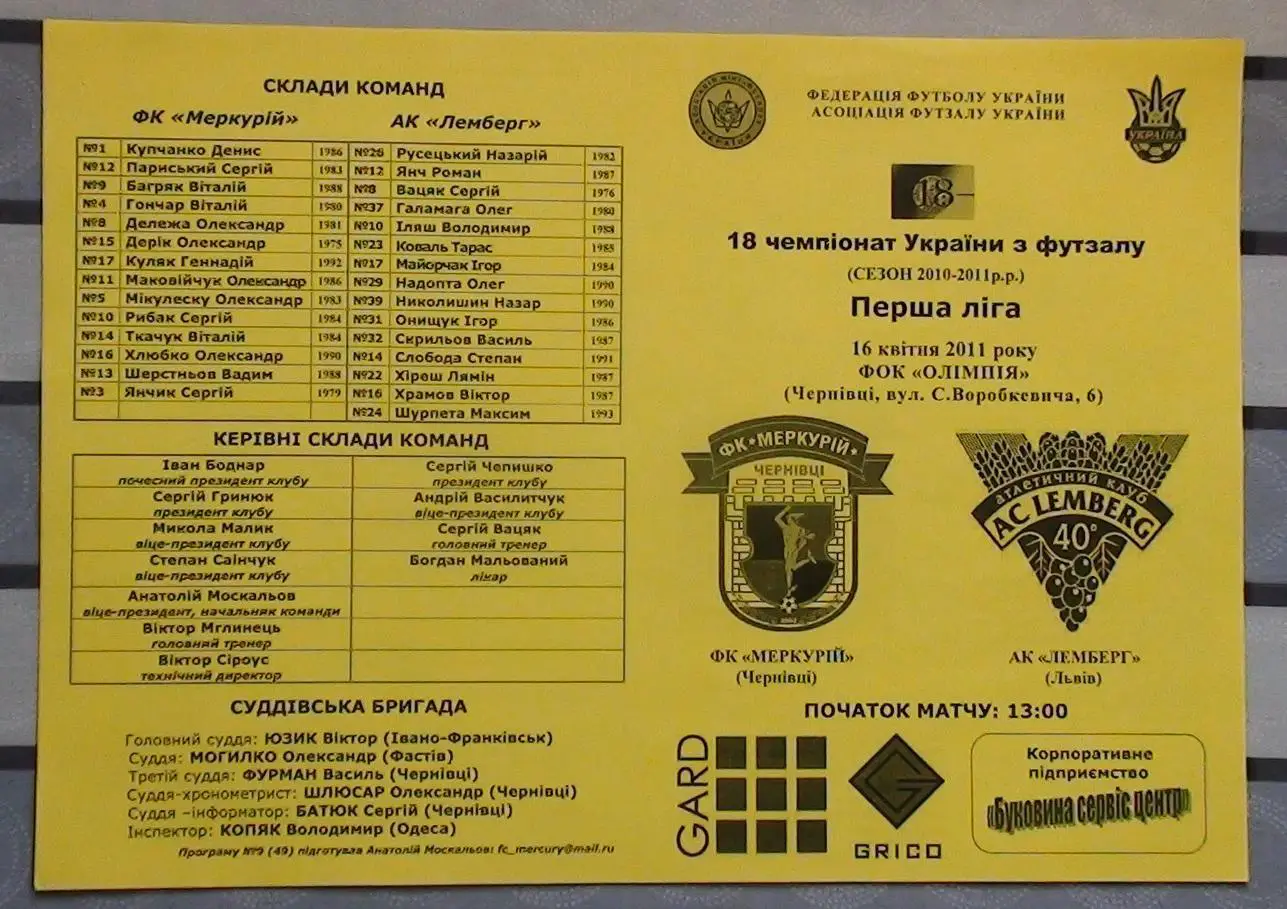 СКЛАДИ КОМАНД
ФК «Меркурій»
№1 Купчанко Денис 1986
№12 Париський Сергій 1983
№9 Багряк Віталій 1988
№4 Гончар Віталій 1980
№8 Дележа Олександр 1981
№15 Дерік Олександр 1975
№17 Куляк Геннадій 1992
№11 Маковійчук Олександр 1986
№5 Мікулеску Олександр 1983
№10 Рибак Сергій 1984
№14 Ткачук Віталій 1984
№16 Хлюбко Олександр 1990
№13 Шерстньов Вадим 1988
№3 Янчик Сергій 1979
АК «Лемберг»
№26 Русецький Назарій 1982
№12 Янч Роман 1987
№8 Вацяк Сергій 1976
№37 Галамага Олег 1980
№10 Іляш Володимир 1988
№23 Коваль Тарас 1985
№17 Майорчак Ігор 1984
№29 Надопта Олег 1990
№39 Николишин Назар 1990
№31 Онищук Ігор 1986
№32 Скрильов Василь 1987
№14 Слобода Степан 1991
№22 Хірош Лямін 1987
№16 Храмов Віктор 1987
№24 Шурпета Максим 1993
КЕРІВНІ СКЛАДИ КОМАНД
Іван Боднар
почесний президент клубу
Сергій Гринюк
президент клубу
Микола Малик
віце-президент клубу
Степан Саінчук
віце-президент клубу
Анатолій Москальов
віце-президент, начальник команди
Віктор Мглинець
головний тренер
Віктор Сіроус
технічний директор
Сергій Чепишко
президент клубу
Андрій Василитчук
віце-президент клубу
Сергій Вацяк
головний тренер
Богдан Мальований
лікар
СУДДІВСЬКА БРИГАДА
Головний суддя: ЮЗИК Віктор (Івано-Франківськ)
Суддя: МОГИЛКО Олександр (Фастів)
Третій суддя: ФУРМАН Василь (Чернівці)
Суддя-хронометрист: ШЛЮСАР Олександр (Чернівці)
Суддя –інформатор: БАТЮК Сергій (Чернівці)
Інспектор: КОПЯК Володимир (Одеса)
Програму №9 (49) підготував Анатолій Москальов: fc_mercury@mail.ru
ФЕДЕРАЦІЯ ФУТБОЛУ УКРАЇНИ
АСОЦІАЦІЯ ФУТЗАЛУ УКРАЇНИ
УКРАЇНА
18
18 чемпіонат України з футзалу
(СЕЗОН 2010-2011р.р.)
Перша ліга
16 квітня 2011 року
ФОК «ОЛІМПІЯ»
(Чернівці, вул. С.Воробкевича, 6)
ФК МЕРКУРІЙ
ЧЕРНІВЦІ
АТЛЕТИЧНИЙ КЛУБ
AC LEMBERG
40°
ФК «МЕРКУРІЙ»
(Чернівці)
АК «ЛЕМБЕРГ»
(Львів)
ПОЧАТОК МАТЧУ: 13:00
GARD
GRICO
Корпоративне
підприємство
«Буковина сервіс центр»